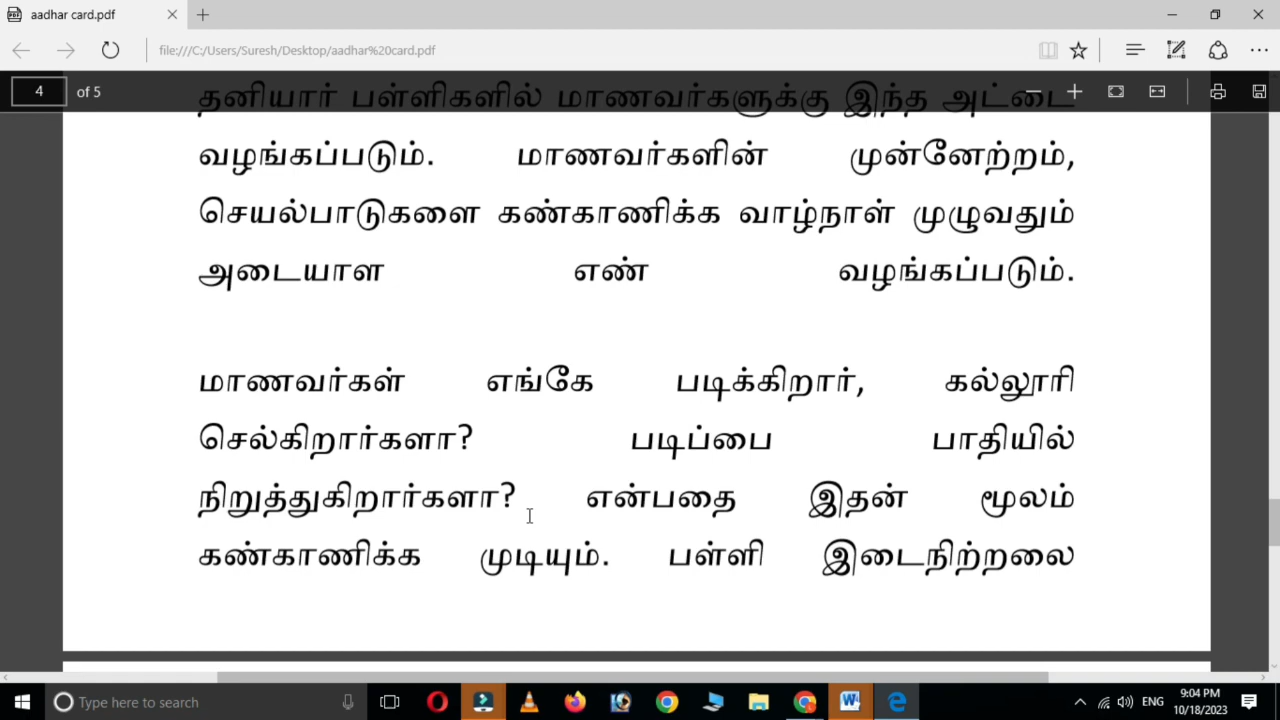 aadhar card.pdf
file:///C:/Users/Suresh/Desktop/aadhar%20card.pdf
4 of 5
தனியார் பள்ளிகளில் மாணவர்களுக்கு இந்த அட்டை
வழங்கப்படும். மாணவர்களின் முன்னேற்றம்,
செயல்பாடுகளை கண்காணிக்க வாழ்நாள் முழுவதும்
அடையாள எண் வழங்கப்படும்.
மாணவர்கள் எங்கே படிக்கிறார், கல்லூரி
செல்கிறார்களா? படிப்பை பாதியில்
நிறுத்துகிறார்களா? என்பதை இதன் மூலம்
கண்காணிக்க முடியும். பள்ளி இடைநிற்றலை
Type here to search
ENG
9:04 PM
10/18/2023